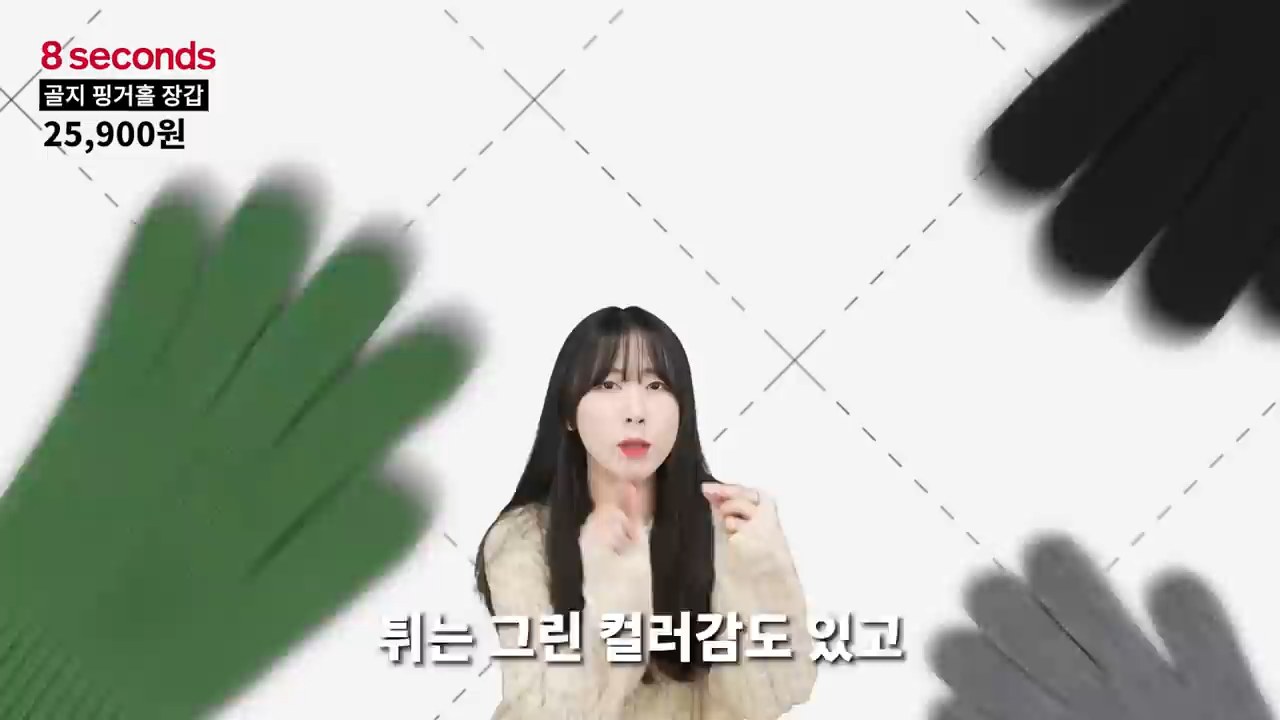 8 seconds
골지 핑거홀 장갑
25,900원
튀는 그린 컬러감도 있고